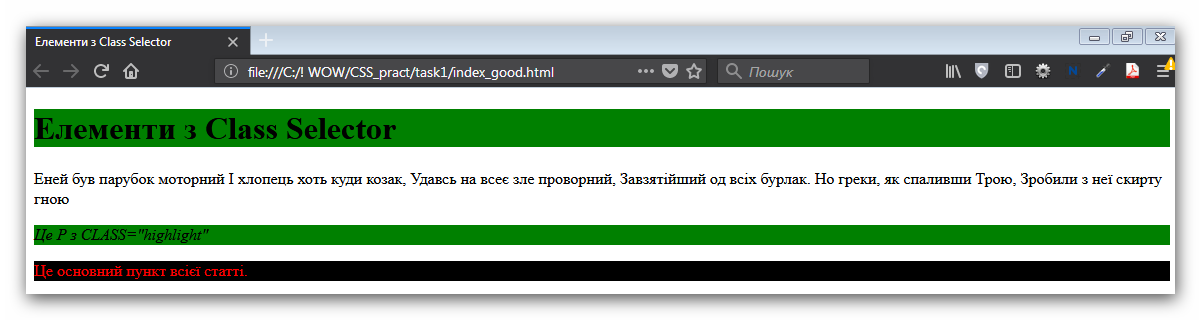 Елементи з Class Selector
file:///C:/! WOW/CSS_pract/task1/index_good.html
Пошук
Елементи з Class Selector
Еней був парубок моторний І хлопець хоть куди козак, Удавсь на всеє зле проворний, Завзятійший од всіх бурлак. Но греки, як спаливши Трою, Зробили з неї скирту
гною
Це P з CLASS="highlight"
Це основний пункт всієї статті.